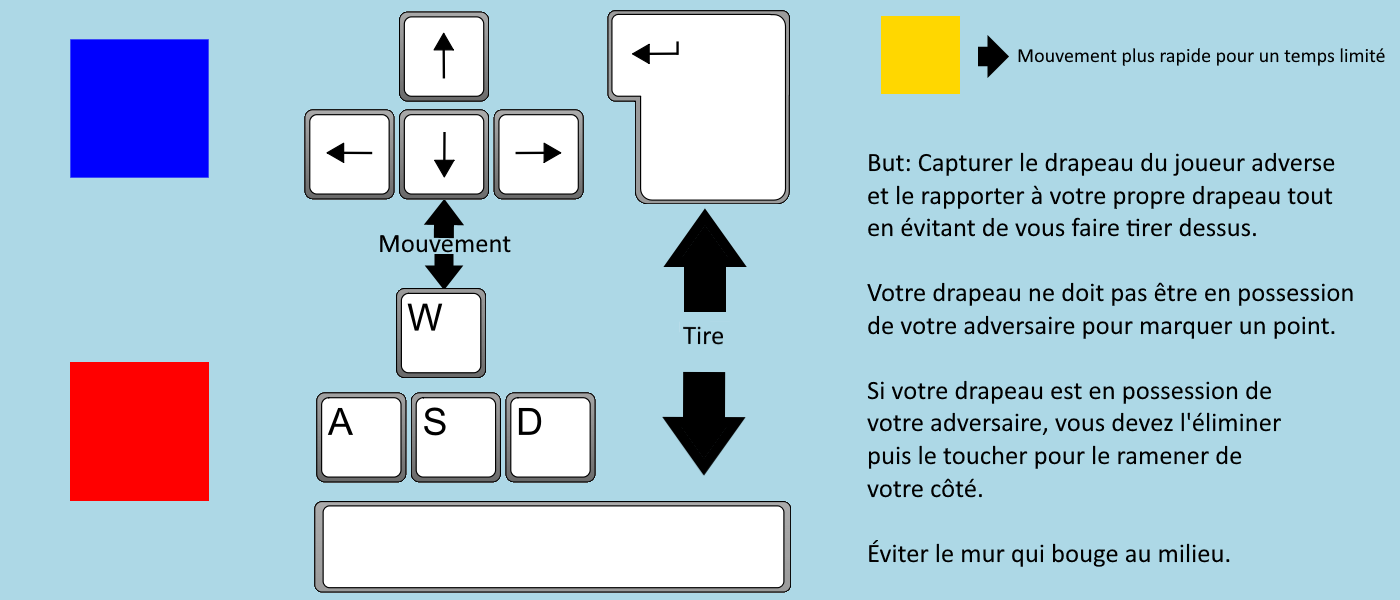 Mouvement plus rapide pour un temps limité
Mouvement
W
A
S
D
Tire
But: Capturer le drapeau du joueur adverse
et le rapporter à votre propre drapeau tout
en évitant de vous faire tirer dessus.
Votre drapeau ne doit pas être en possession
de votre adversaire pour marquer un point.
Si votre drapeau est en possession de
votre adversaire, vous devez l'éliminer
puis le toucher pour le ramener de
votre côté.
Éviter le mur qui bouge au milieu.